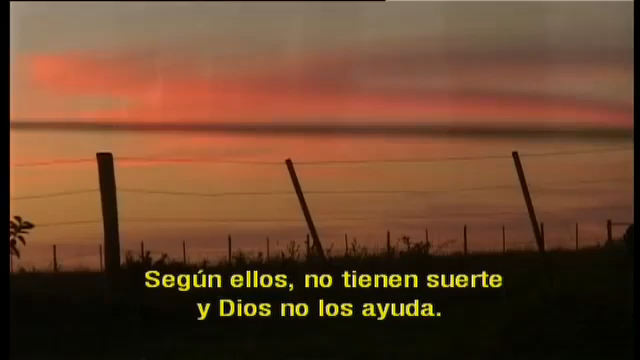 Según ellos, no tienen suerte
y Dios no los ayuda.